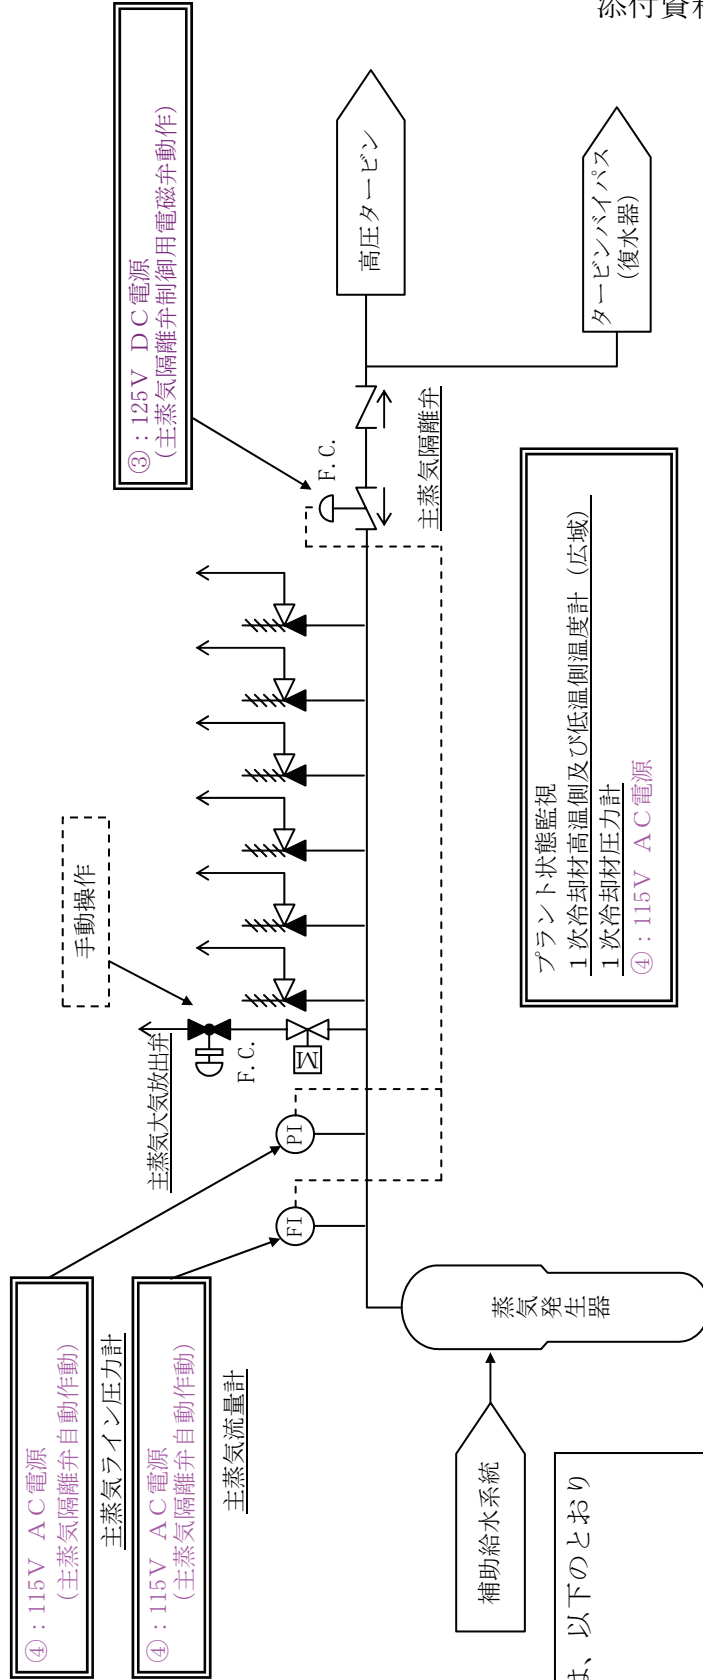 添付資
③：125V DC電源
(主蒸気隔離弁制御用電磁弁動作)
高圧タービン
タービンバイパス
(復水器)
F.C.
主蒸気隔離弁
手動操作
主蒸気大気放出弁
F.C.
M
PI
FI
④：115V AC電源
(主蒸気隔離弁自動作動)
主蒸気ライン圧力計
④：115V AC電源
(主蒸気隔離弁自動作動)
主蒸気流量計
蒸気発生器
補助給水系統
プラント状態監視
1次冷却材高温側及び低温側温度計（広域）
1次冷却材圧力計
④：115V AC電源
は、以下のとおり